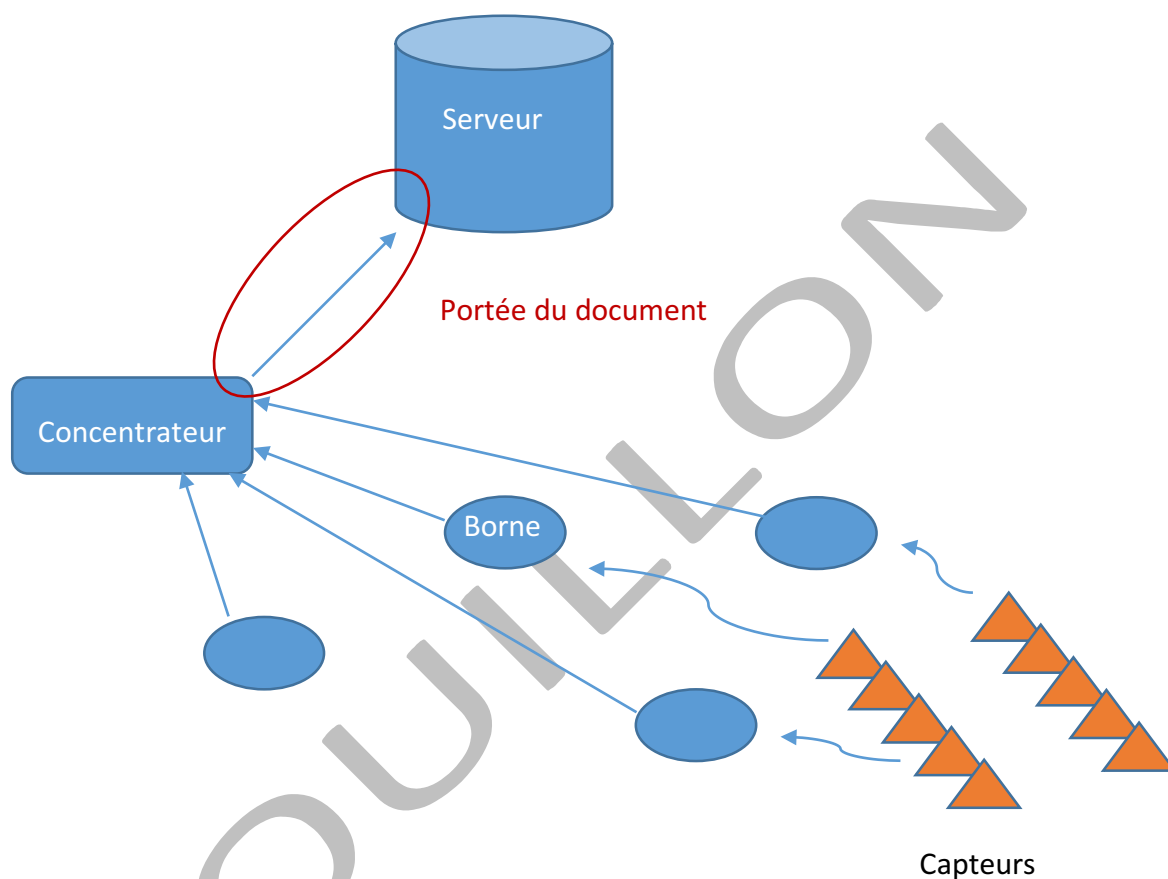 Serveur
Portée du document
Concentrateur
Borne
Capteurs
OUILLON